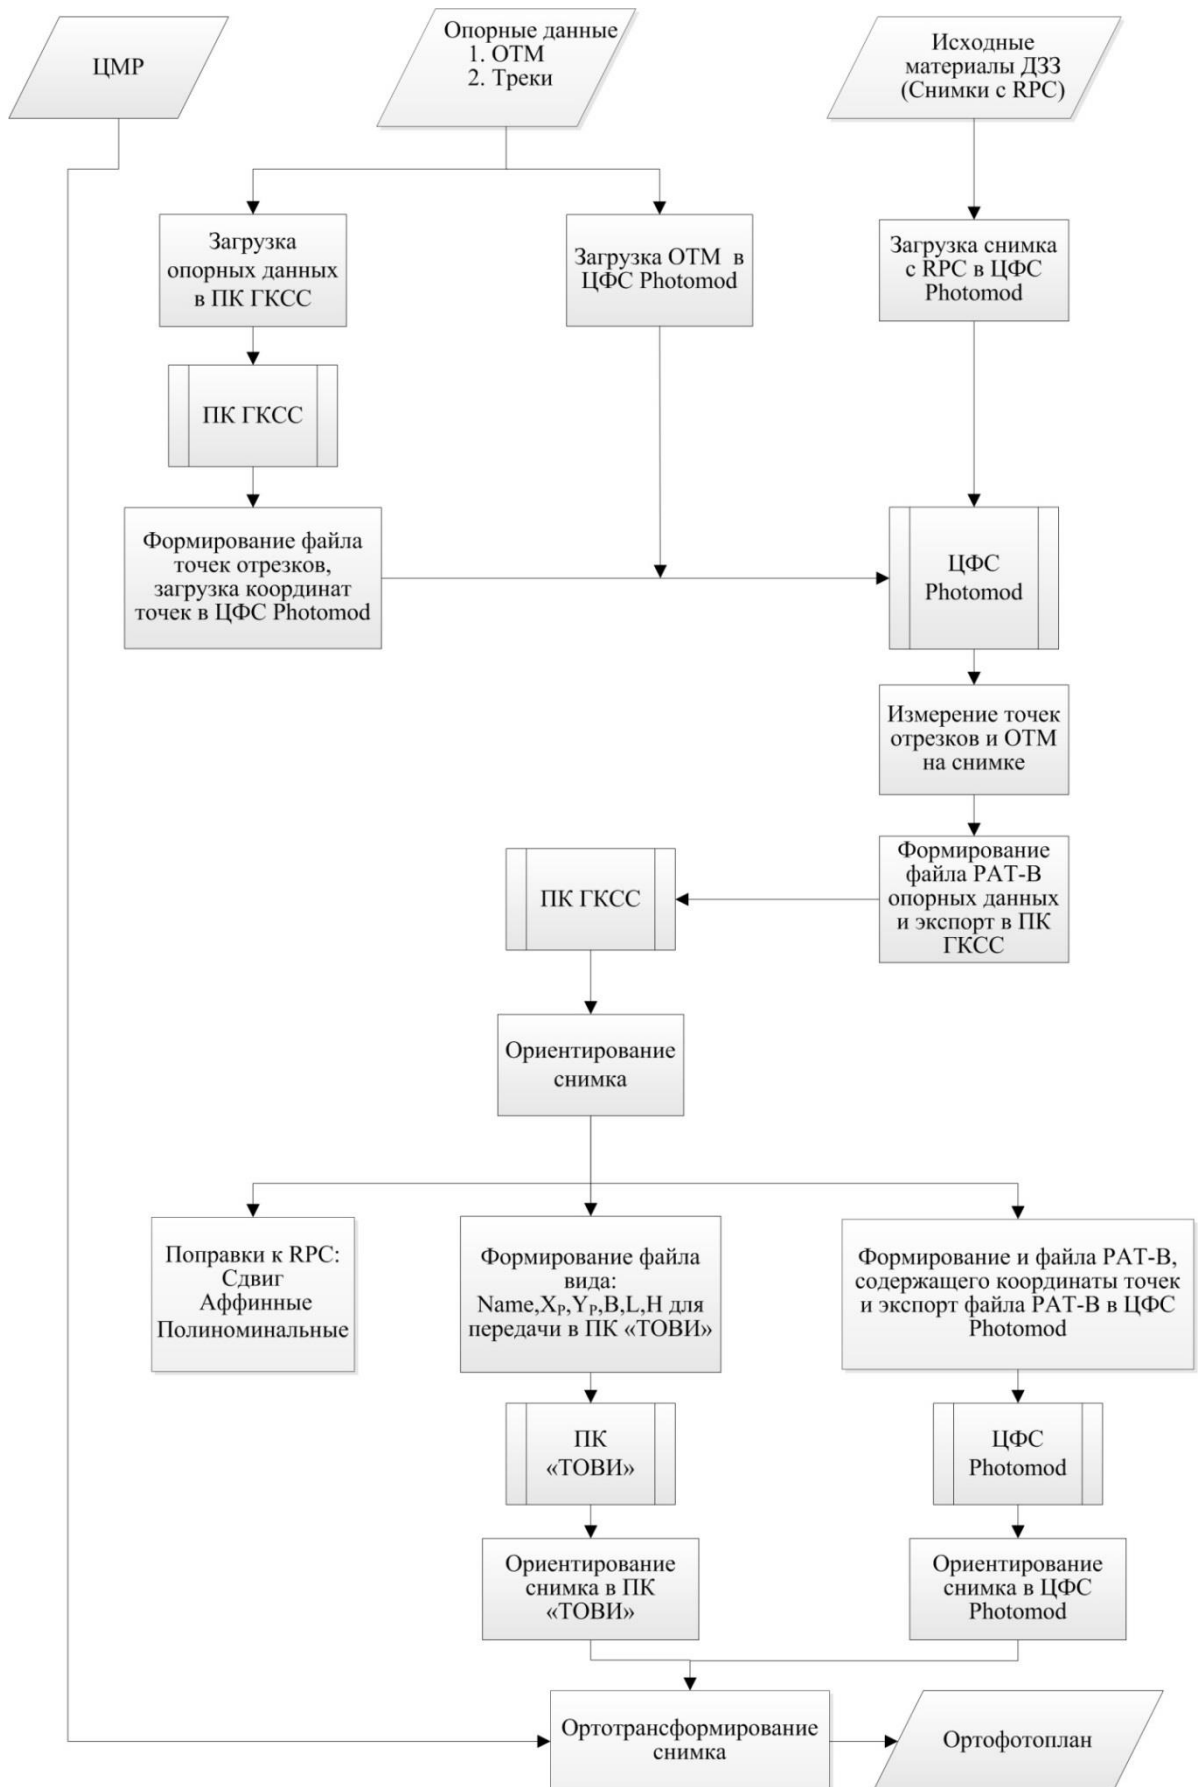 ЦМР
Опорные данные
1. ОТМ
2. Треки
Исходные
материалы ДЗЗ
(Снимки с RPC)
Загрузка
опорных данных
в ПК ГКСС
Загрузка ОТМ в
ЦФС Photomod
Загрузка снимка
с RPC в ЦФС
Photomod
ПК ГКСС
Формирование файла
точек отрезков,
загрузка координат
точек в ЦФС Photomod
ЦФС
Photomod
Измерение точек
отрезков и ОТМ
на снимке
Формирование
файла PAT-B
опорных данных
и экспорт в ПК
ГКСС
ПК ГКСС
Ориентирование
снимка
Поправки к RPC:
Сдвиг
Аффинные
Полиноминальные
Формирование файла
вида:
Name,XР,YР,B,L,H для
передачи в ПК «ТОВИ»
Формирование и файла PAT-B,
содержащего координаты точек
и экспорт файла PAT-B в ЦФС
Photomod
ПК
«ТОВИ»
ЦФС
Photomod
Ориентирование
снимка в ПК
«ТОВИ»
Ориентирование
снимка в ЦФС
Photomod
Ортотрансформирование
снимка
Ортофотоплан